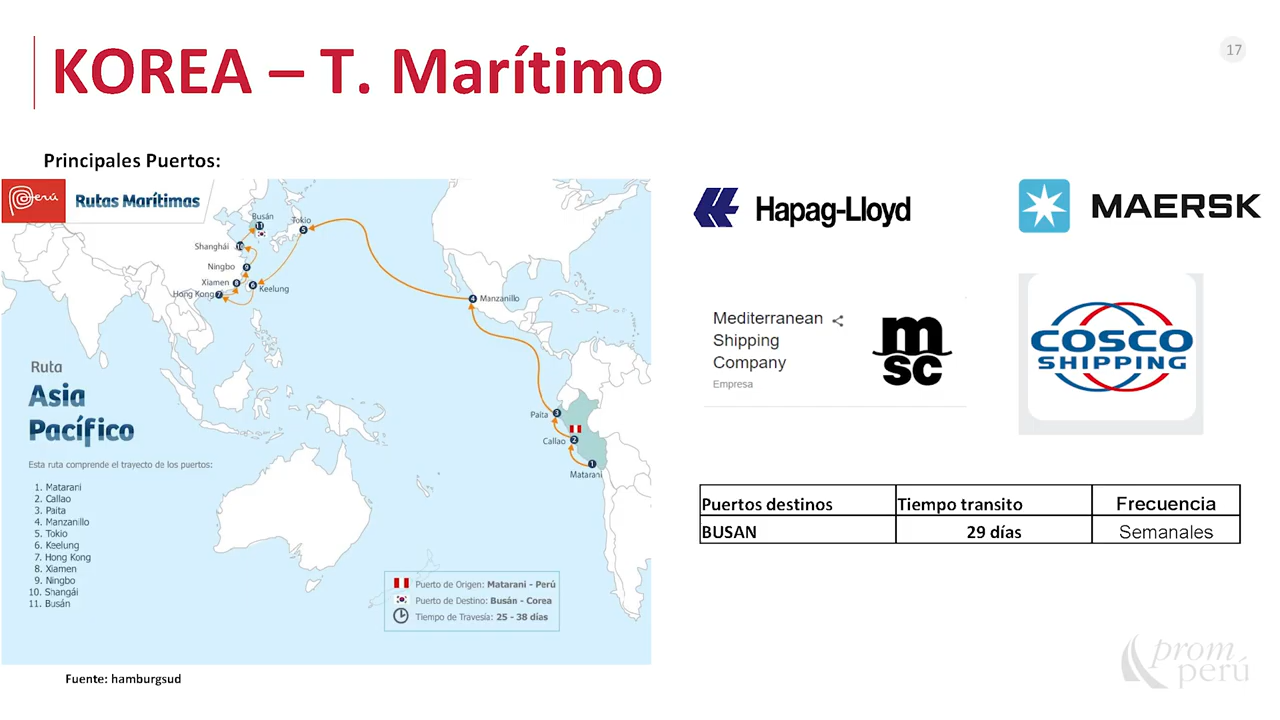 KOREA – T. Marítimo
17
Principales Puertos:
Perú
Rutas Marítimas
Busán
11
Tokio
5
Shanghái
10
Ningbo
9
Xiamen
8
6
Keelung
Hong Kong
7
4
Manzanillo
Paita
3
Callao
2
1
Matarani
Ruta
Asia
Pacífico
Esta ruta comprende el trayecto de los puertos:
1. Matarani
2. Callao
3. Paita
4. Manzanillo
5. Tokio
6. Keelung
7. Hong Kong
8. Xiamen
9. Ningbo
10. Shangái
11. Busán
Puerto de Origen: Matarani - Perú
Puerto de Destino: Busán - Corea
Tiempo de Travesía: 25 - 38 días
Fuente: hamburgsud
Hapag-Lloyd
MAERSK
Mediterranean
Shipping
Company
Empresa
msc
COSCO
SHIPPING
Puertos destinos Tiempo transito Frecuencia
BUSAN 29 días Semanales
prom
perú